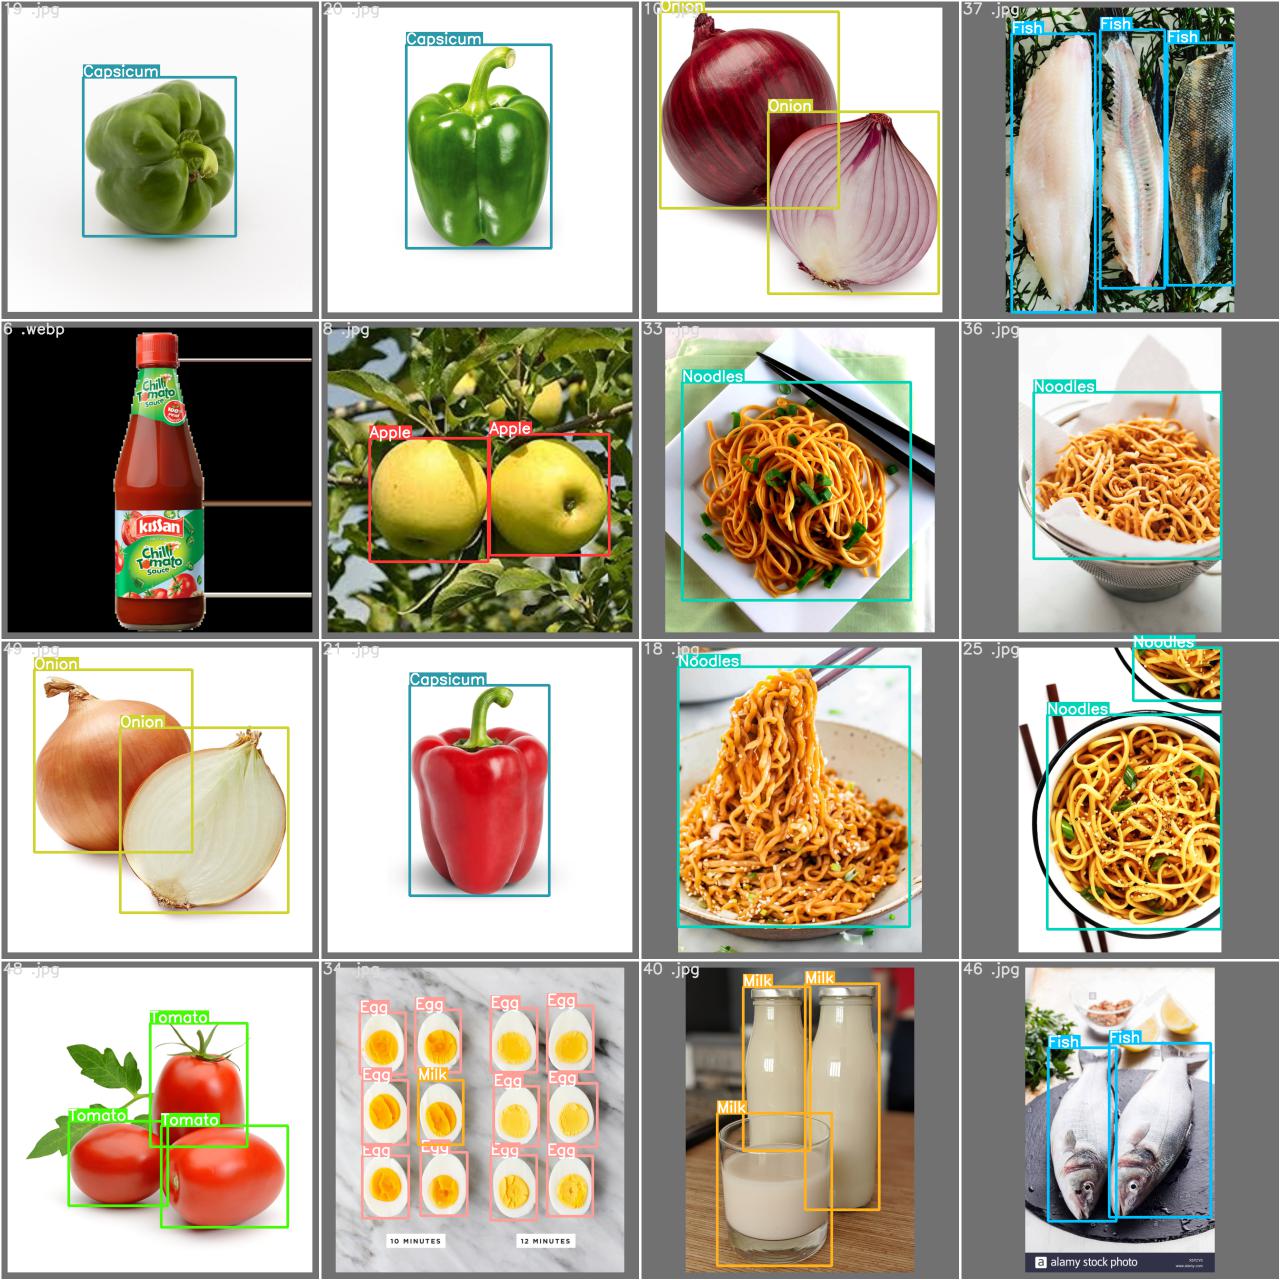 19 .jpg
Capsicum
20 .jpg
Capsicum
10 .jpg
Onion
Onion
37 .jpg
Fish
Fish
Fish
6 .webp
Chilli
Tomato
Sauce
100%
kissan
Chilli
Tomato
Sauce
8 .jpg
Apple
Apple
33 .jpg
Noodles
36 .jpg
Noodles
49 .jpg
Onion
Onion
21 .jpg
Capsicum
18 .jpg
Noodles
25 .jpg
Noodles
Noodles
48 .jpg
Tomato
Tomato
Tomato
34 .jpg
Egg
Egg
Egg
Egg
Egg
Milk
Egg
Egg
Egg
Egg
Egg
Egg
10 MINUTES
12 MINUTES
40 .jpg
Milk
Milk
Milk
46 .jpg
Fish
Fish
a alamy stock photo